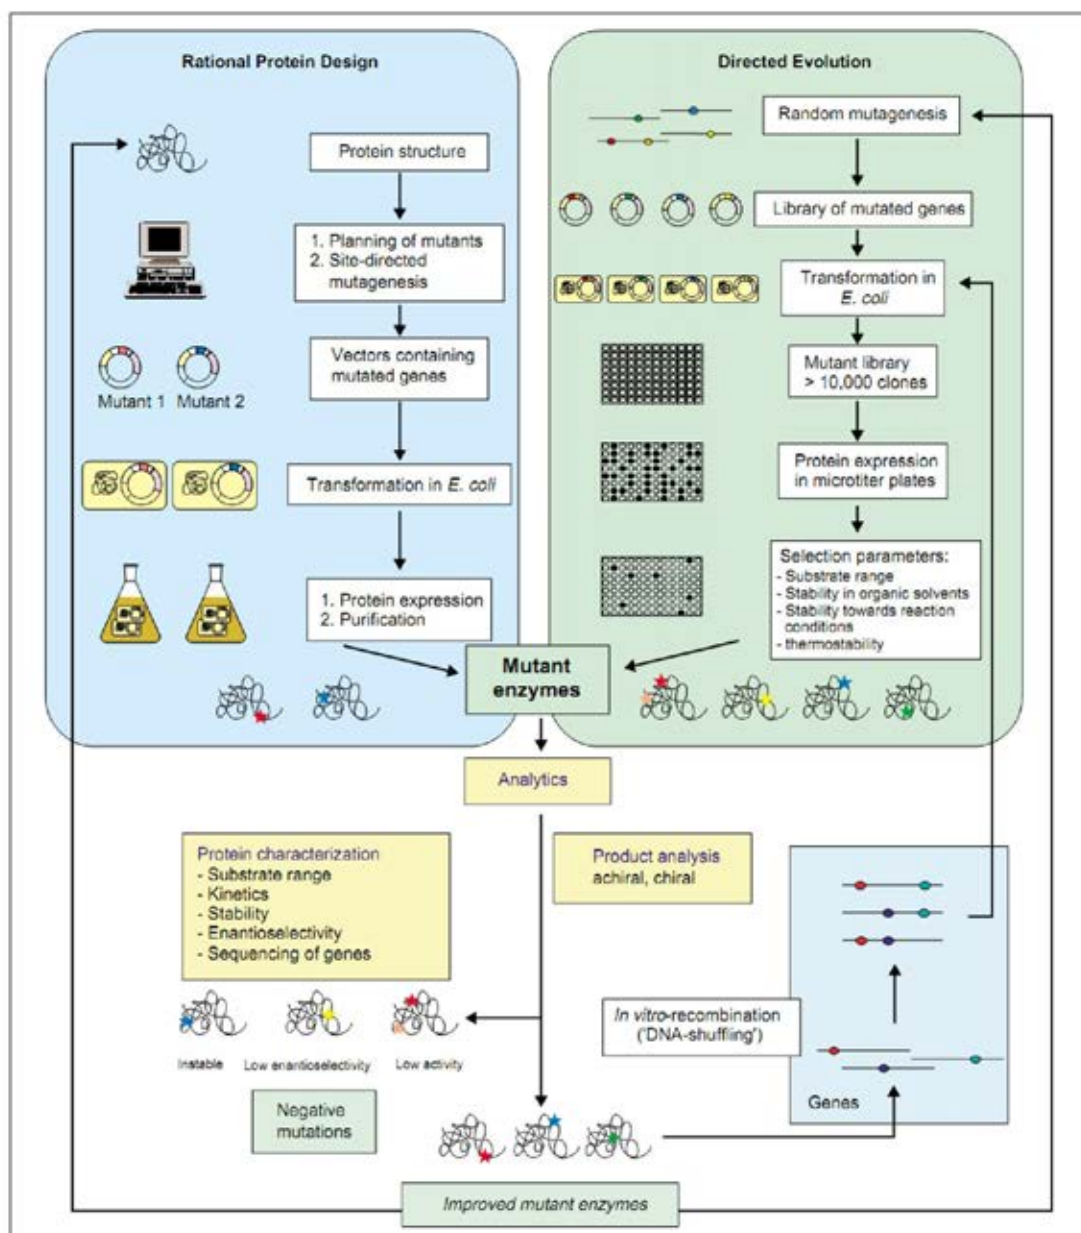 Rational Protein Design
Protein structure
1. Planning of mutants
2. Site-directed
mutagenesis
Vectors containing
mutated genes
Mutant 1 Mutant 2
Transformation in E. coli
1. Protein expression
2. Purification
Directed Evolution
Random mutagenesis
Library of mutated genes
Transformation in
E. coli
Mutant library
> 10,000 clones
Protein expression
in microtiter plates
Selection parameters:
- Substrate range
- Stability in organic solvents
- Stability towards reaction
conditions
- thermostability
Mutant
enzymes
Analytics
Protein characterization
- Substrate range
- Kinetics
- Stability
- Enantioselectivity
- Sequencing of genes
Product analysis
achiral, chiral
Instable Low enantioselectivity Low activity
Negative
mutations
In vitro-recombination
('DNA-shuffling')
Genes
Improved mutant enzymes